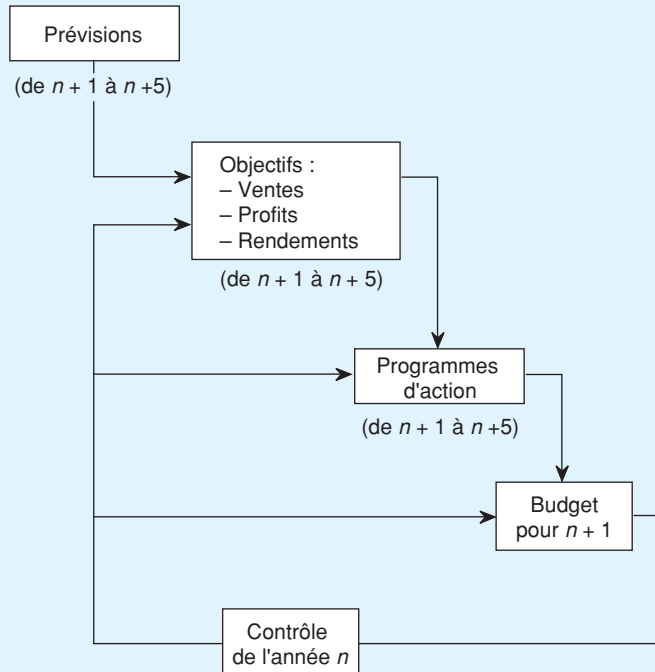 Prévisions
(de n + 1 à n +5)
Objectifs :
– Ventes
– Profits
– Rendements
(de n + 1 à n + 5)
Programmes
d'action
(de n + 1 à n +5)
Budget
pour n + 1
Contrôle
de l'année n